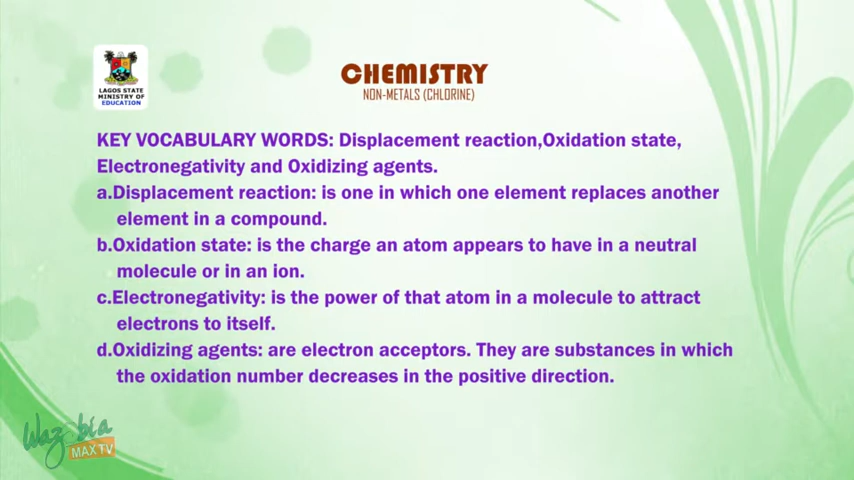 LAGOS STATE
MINISTRY OF
EDUCATION
CHEMISTRY
NON-METALS (CHLORINE)
KEY VOCABULARY WORDS: Displacement reaction,Oxidation state,
Electronegativity and Oxidizing agents.
a.Displacement reaction: is one in which one element replaces another
element in a compound.
b.Oxidation state: is the charge an atom appears to have in a neutral
molecule or in an ion.
c.Electronegativity: is the power of that atom in a molecule to attract
electrons to itself.
d.Oxidizing agents: are electron acceptors. They are substances in which
the oxidation number decreases in the positive direction.
Wazobia
MAX TV